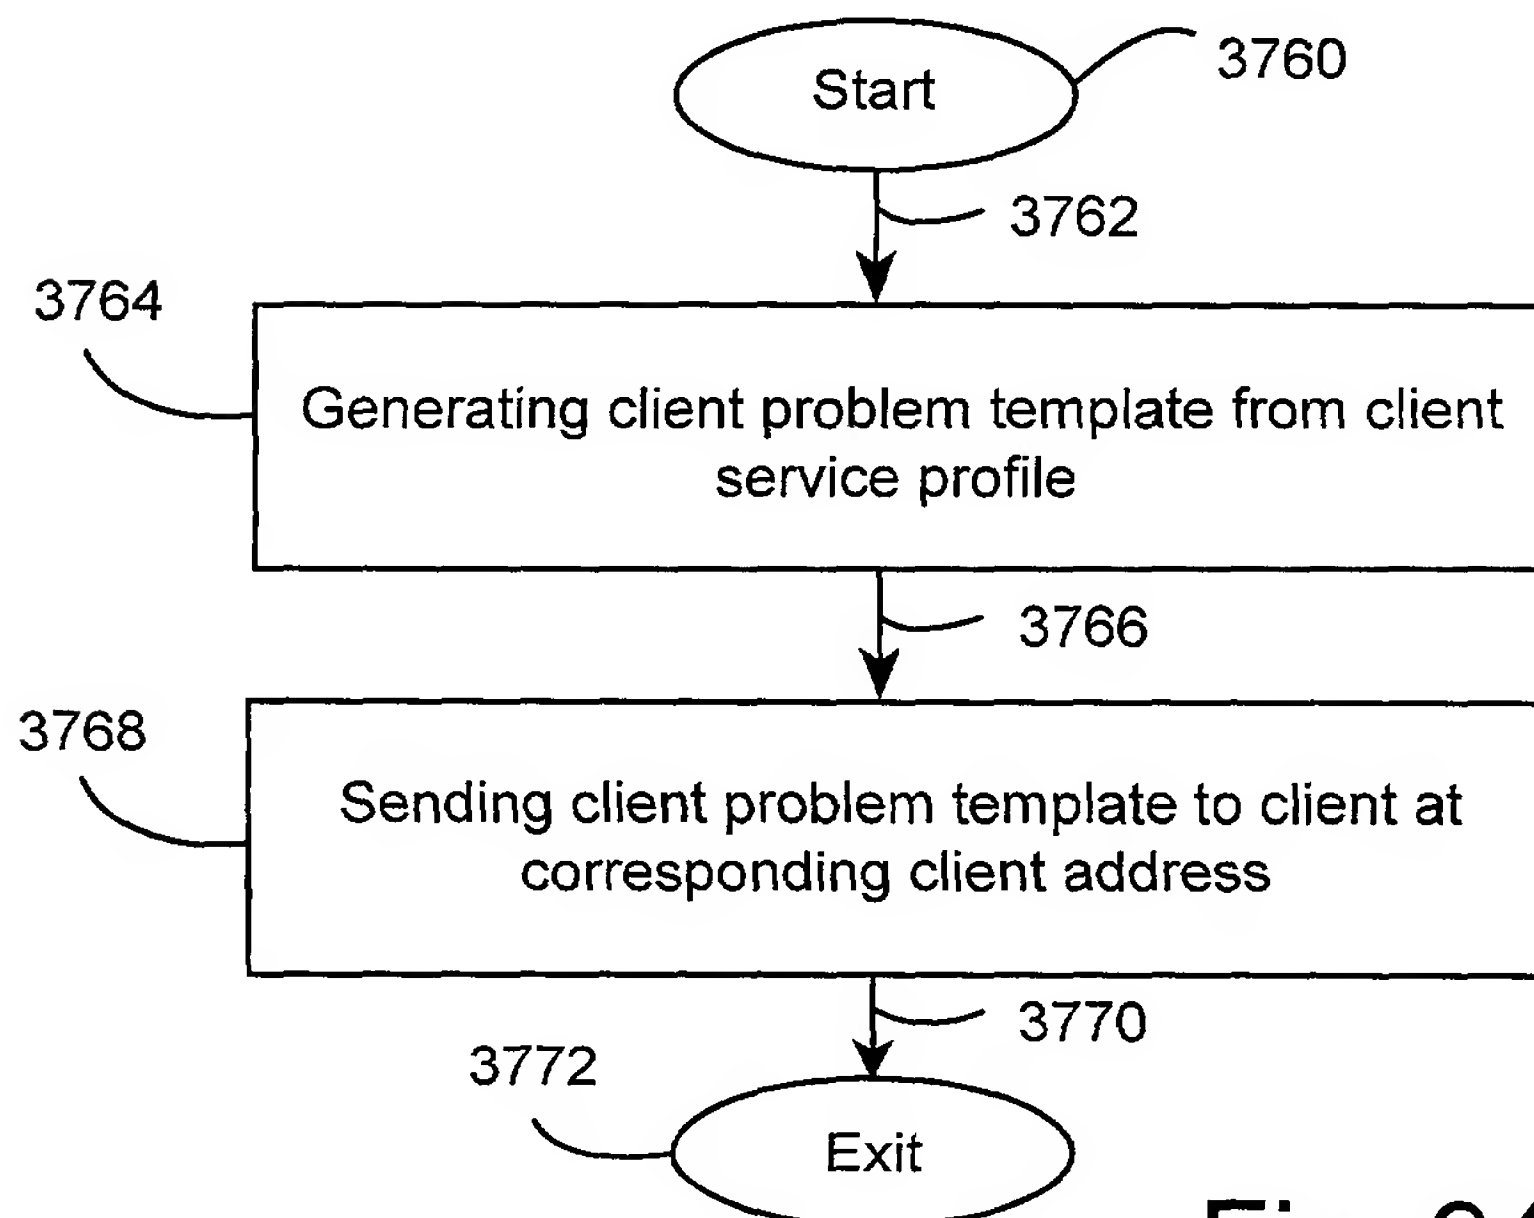 Start
3760
3762
3764
Generating client problem template from client
service profile
3766
3768
Sending client problem template to client at
corresponding client address
3770
3772
Exit